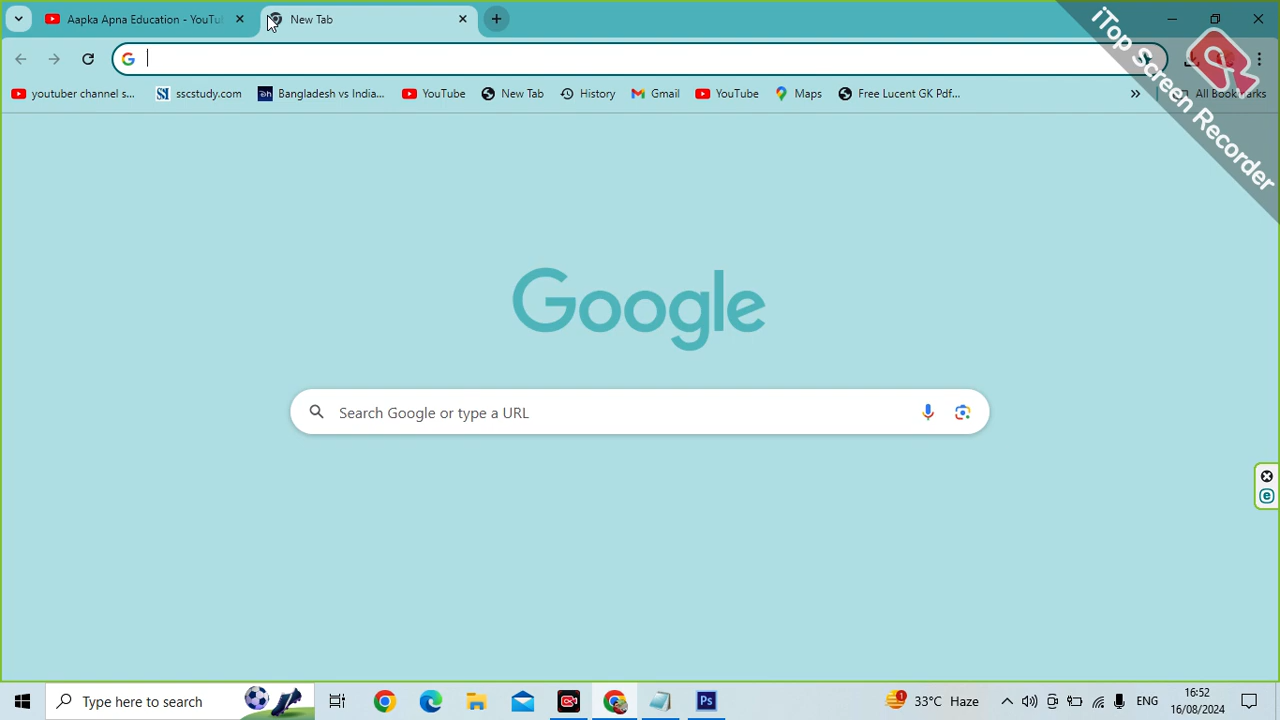 Aapka Apna Education - YouTu
New Tab
iTop Screen Recorder
youtuber channel s...
sscstudy.com
Bangladesh vs India...
YouTube
New Tab
History
Gmail
YouTube
Maps
Free Lucent GK Pdf...
All Bookmarks
Google
Search Google or type a URL
Type here to search
Ps
1
33°C Haze
ENG
16:52
16/08/2024